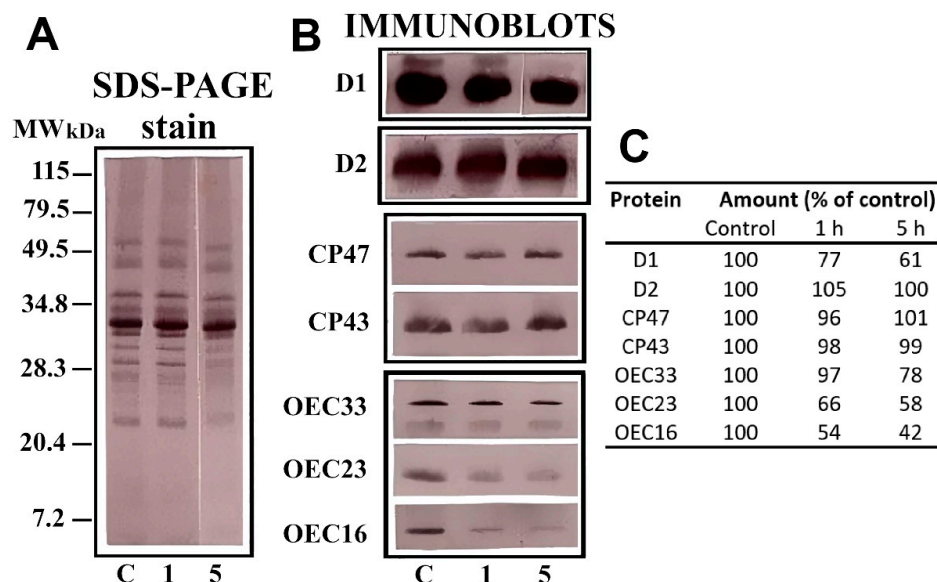 A
SDS-PAGE
stain
MWkDa
115
79.5
49.5
34.8
28.3
20.4
7.2
C 1 5
B
IMMUNOBLOTS
D1
D2
CP47
CP43
OEC33
OEC23
OEC16
C 1 5
C
Protein Amount (% of control)
Control 1 h 5 h
D1 100 77 61
D2 100 105 100
CP47 100 96 101
CP43 100 98 99
OEC33 100 97 78
OEC23 100 66 58
OEC16 100 54 42